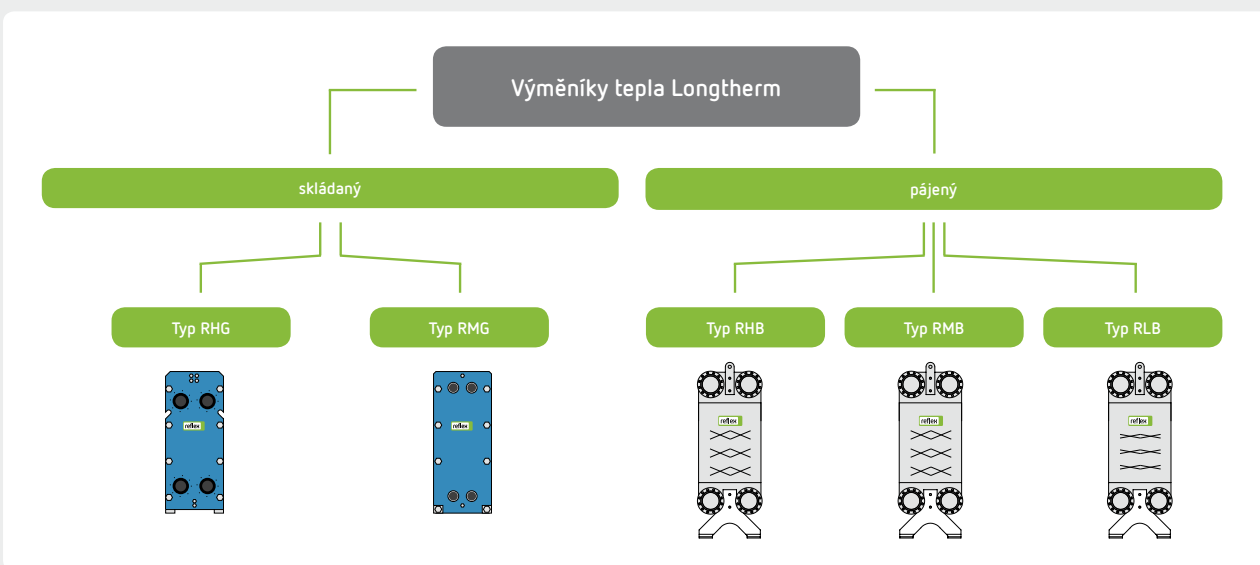 Výměníky tepla Longtherm
skládaný
pájený
Typ RHG
Typ RMG
Typ RHB
Typ RMB
Typ RLB
reflex
reflex
reflex
reflex
reflex